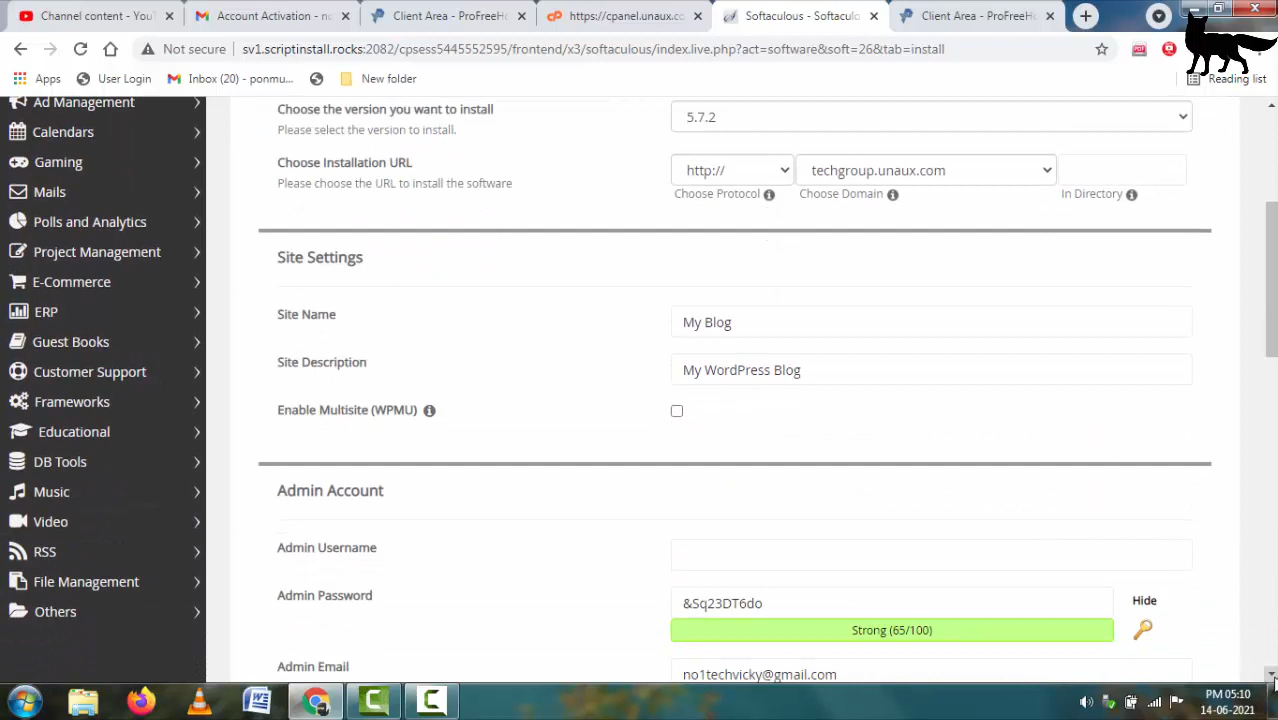 Channel content - YouT
Account Activation - no
Client Area - ProFreeHo
https://cpanel.unaux.com
Softaculous - Softaculo
Client Area - ProFreeHo
Not secure
sv1.scriptinstall.rocks:2082/cpsess5445552595/frontend/x3/softaculous/index.live.php?act=software&soft=26&tab=install
Apps
User Login
Inbox (20) - ponmu...
New folder
Reading list
Ad Management
Calendars
Gaming
Mails
Polls and Analytics
Project Management
E-Commerce
ERP
Guest Books
Customer Support
Frameworks
Educational
DB Tools
Music
Video
RSS
File Management
Others
Choose the version you want to install
Please select the version to install.
5.7.2
Choose Installation URL
Please choose the URL to install the software
http://
techgroup.unaux.com
Choose Protocol
Choose Domain
In Directory
Site Settings
Site Name
My Blog
Site Description
My WordPress Blog
Enable Multisite (WPMU)
Admin Account
Admin Username
Admin Password
&Sq23DT6do
Hide
Strong (65/100)
Admin Email
no1techvicky@gmail.com
PM 05:10
14-06-2021